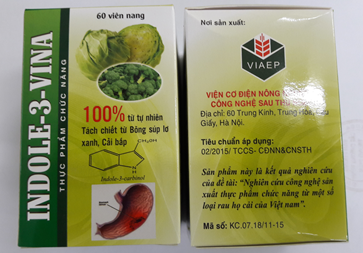 60 viên nang
INDOLE-3-VINA
THỰC PHẨM CHỨC NĂNG
100% từ tự nhiên
Tách chiết từ Bông súp lơ
xanh, Cải bắp
CH₂OH
Indole-3-carbinol
Nơi sản xuất:
VIAEP
VIỆN CƠ ĐIỆN NÔNG
CÔNG NGHỆ SAU THU
Địa chỉ: 60 Trung Kính, Trung Hòa, Cầu
Giấy, Hà Nội.
Tiêu chuẩn áp dụng:
02/2015/ TCCS- CĐNN&CNSTH
Sản phẩm này là kết quả nghiên cứu
của đề tài: "Nghiên cứu công nghệ sản
xuất thực phẩm chức năng từ một số
loại rau họ cải của Việt nam".
Mã số: KC.07.18/11-15